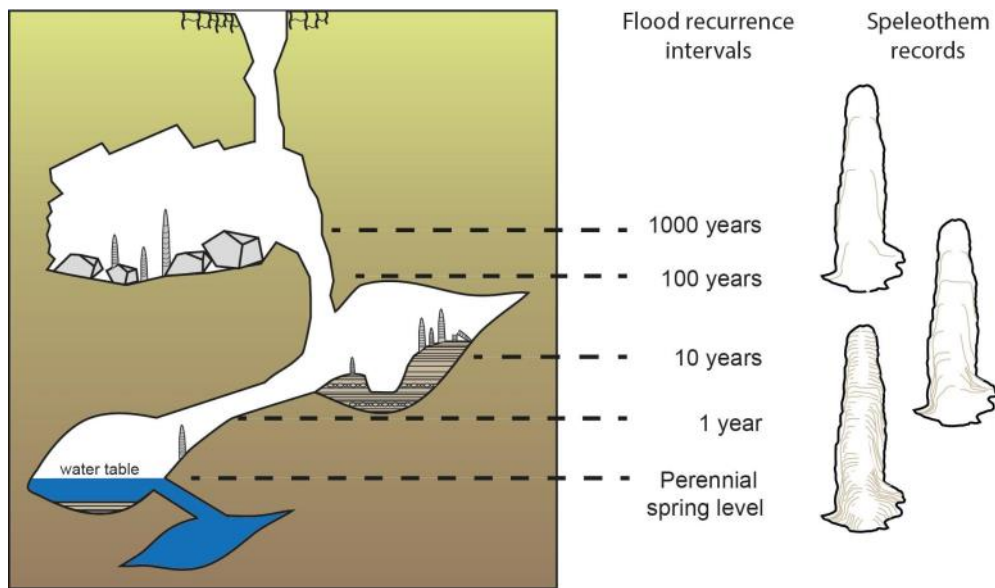 Flood recurrence
intervals
Speleothem
records
1000 years
100 years
10 years
1 year
water table
Perennial
spring level